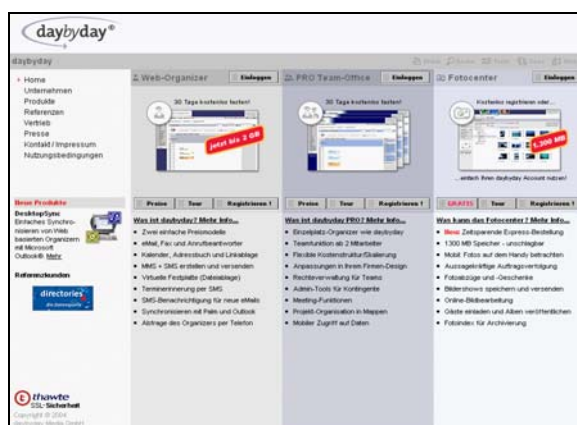 daybyday®
daybyday
Home
Unternehmen
Produkte
Referenzen
Vertrieb
Presse
Kontakt / Impressum
Nutzungsbedingungen
Neue Produkte
DesktopSync
Einfaches Synchro-
nisieren von Web
basierten Organizern
mit Microsoft
Outlook® Mehr
Referenzkunden
directories
thawte
SSL-Sicherheit
Copyright © 2004
daybyday Media GmbH
Web-Organizer
Einloggen
30 Tage kostenlos testen!
jetzt bis 2 GB
Preise
Tour
Registrieren !
Was ist daybyday? Mehr Info...
Zwei einfache Preismodelle
eMail, Fax und Anrufbeantworter
Kalender, Adressbuch und Linkablage
MMS + SMS erstellen und versenden
Virtuelle Festplatte (Dateiablage)
Terminerinnerung per SMS
SMS-Benachrichtigung für neue eMails
Synchronisieren mit Palm und Outlook
Abfrage des Organizers per Telefon
PRO Team-Office
Einloggen
30 Tage kostenlos testen!
Preise
Tour
Registrieren !
Was ist daybyday PRO? Mehr Info...
Einzelplatz-Organizer wie daybyday
Teamfunktion ab 2 Mitarbeiter
Flexible Kostenstruktur/Skalierung
Anpassungen in Ihrem Firmen-Design
Rechteverwaltung für Teams
Admin-Tools für Kontingente
Meeting-Funktionen
Projekt-Organisation in Mappen
Mobiler Zugriff auf Daten
Fotocenter
Einloggen
Kostenlos registrieren oder...
1.300 MB
...einfach Ihren daybyday Account nutzen!
GRATIS
Tour
Registrieren !
Was kann das Fotocenter? Mehr Info...
Neu: Zeitsparende Express-Bestellung
1300 MB Speicher - unschlagbar
Mobil: Fotos auf dem Handy betrachten
Aussagekräftige Auftragsverfolgung
Fotoabzüge und -Geschenke
Bildershows speichern und versenden
Online-Bildbearbeitung
Gäste einladen und Alben veröffentlichen
Fotoindex für Archivierung